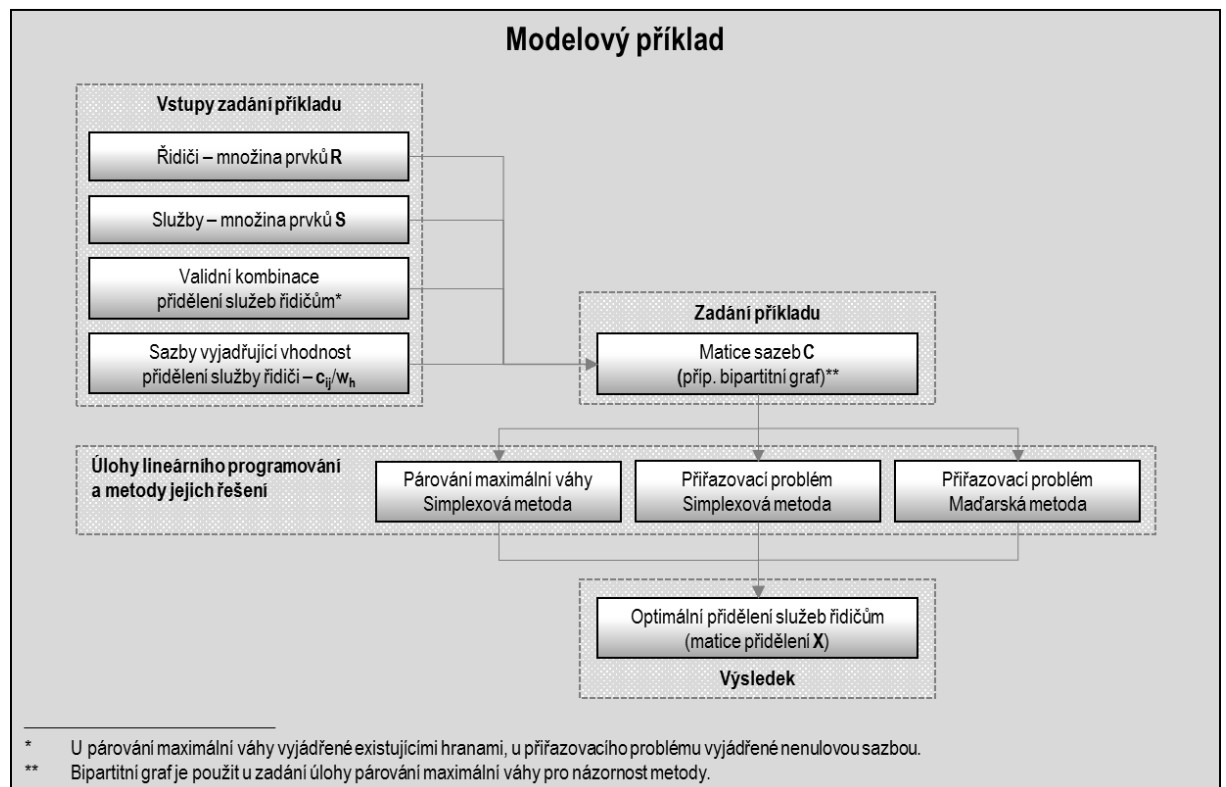 Modelový příklad
Vstupy zadání příkladu
Řidiči – množina prvků R
Služby – množina prvků S
Validní kombinace
přidělení služeb řidičům*
Sazby vyjadřující vhodnost
přidělení služby řidiči – cij/wh
Zadání příkladu
Matice sazeb C
(příp. bipartitní graf)**
Úlohy lineárního programování
a metody jejich řešení
Párování maximální váhy
Simplexová metoda
Přiřazovací problém
Simplexová metoda
Přiřazovací problém
Maďarská metoda
Optimální přidělení služeb řidičům
(matice přidělení X)
Výsledek
* U párování maximální váhy vyjádřené existujícími hranami, u přiřazovacího problému vyjádřené nenulovou sazbou.
** Bipartitní graf je použit u zadání úlohy párování maximální váhy pro názornost metody.